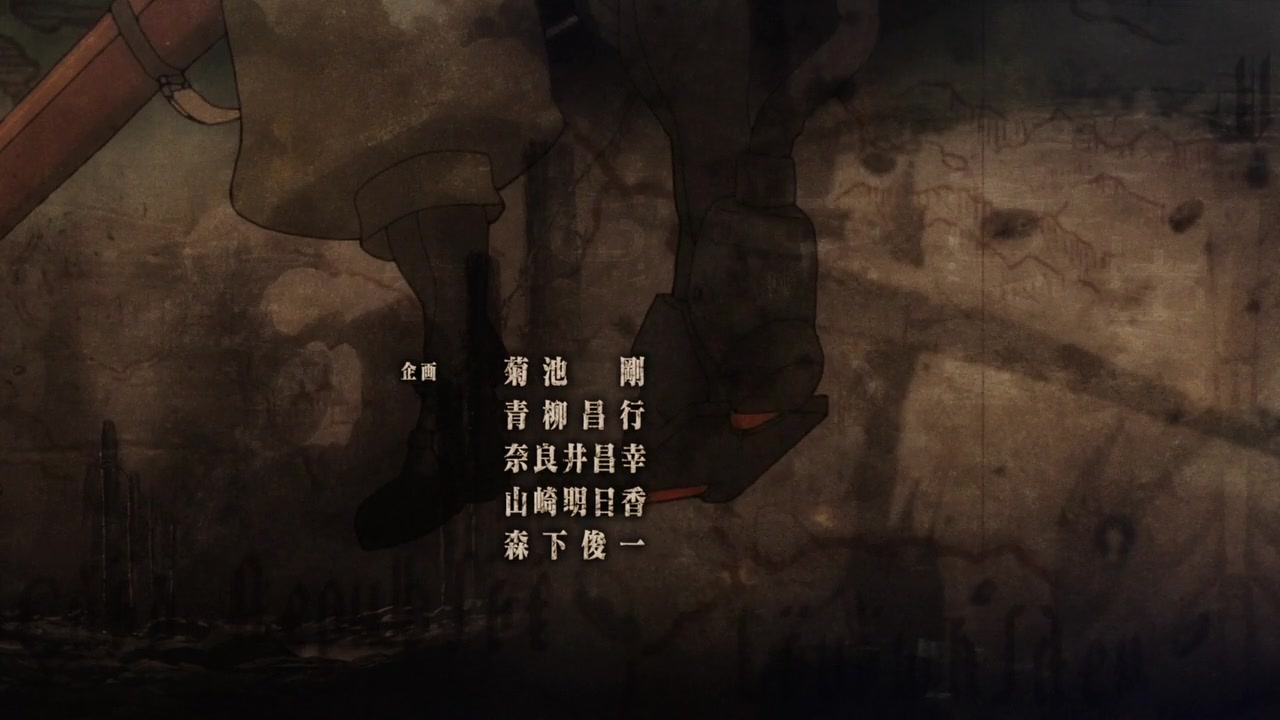 企画 菊池 剛
青柳昌行
奈良井昌幸
山崎明日香
森下俊一